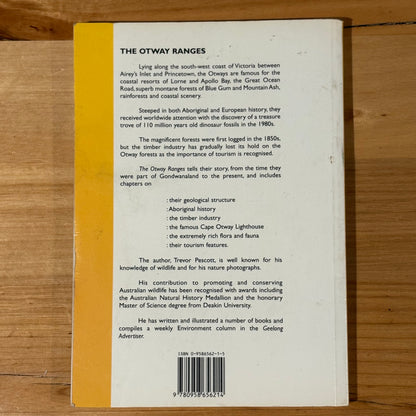 THE OTWAY RANGES
Lying along the south-west coast of Victoria between
Airey's Inlet and Princetown, the Otways are famous for the
coastal resorts of Lorne and Apollo Bay, the Great Ocean
Road, superb montane forests of Blue Gum and Mountain Ash,
rainforests and coastal scenery.
Steeped in both Aboriginal and European history, they
received worldwide attention with the discovery of a treasure
trove of 110 million years old dinosaur fossils in the 1980s.
The magnificent forests were first logged in the 1850s,
but the timber industry has gradually lost its hold on the
Otway forests as the importance of tourism is recognised.
The Otway Ranges tells their story, from the time they
were part of Gondwanaland to the present, and includes
chapters on
: their geological structure
: Aboriginal history
: the timber industry
: the famous Cape Otway Lighthouse
: the extremely rich flora and fauna
: their tourism features.
The author, Trevor Pescott, is well known for his
knowledge of wildlife and for his nature photographs.
His contribution to promoting and conserving
Australian wildlife has been recognised with awards including
the Australian Natural History Medallion and the honorary
Master of Science degree from Deakin University.
He has written and illustrated a number of books and
compiles a weekly Environment column in the Geelong
Advertiser.
ISBN 0-9586562-1-5
9 780958 656214